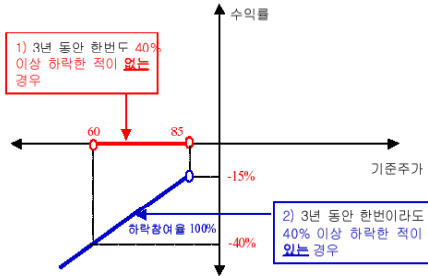 수익률
1) 3년 동안 한번도 40%
이상 하락한 적이 없는
경우
60
85
기준주가
-15%
하락참여율 100%
-40%
2) 3년 동안 한번이라도
40% 이상 하락한 적이
있는 경우